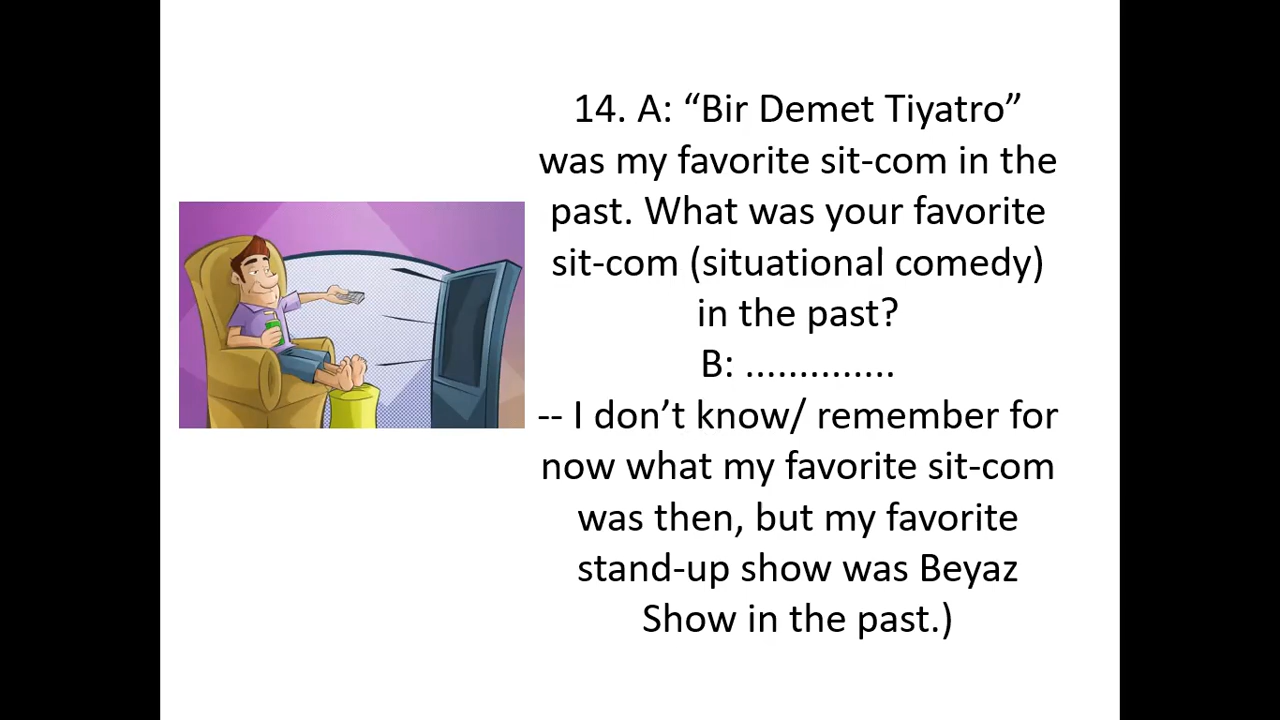 14. A: “Bir Demet Tiyatro”
was my favorite sit-com in the
past. What was your favorite
sit-com (situational comedy)
in the past?
B: ..............
-- I don’t know/ remember for
now what my favorite sit-com
was then, but my favorite
stand-up show was Beyaz
Show in the past.)